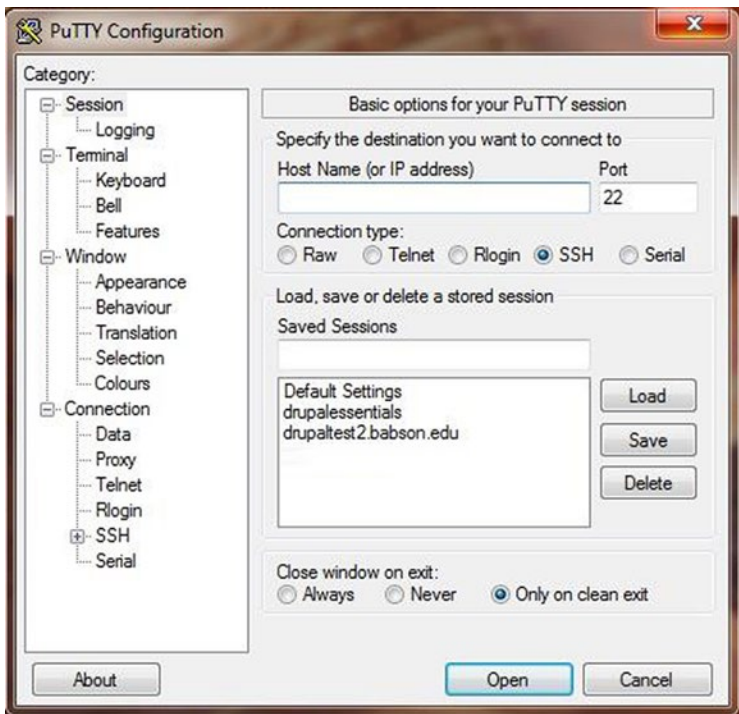 PuTTY Configuration
Category:
Session
Logging
Terminal
Keyboard
Bell
Features
Window
Appearance
Behaviour
Translation
Selection
Colours
Connection
Data
Proxy
Telnet
Rlogin
SSH
Serial
Basic options for your PuTTY session
Specify the destination you want to connect to
Host Name (or IP address) Port
22
Connection type:
Raw Telnet Rlogin SSH Serial
Load, save or delete a stored session
Saved Sessions
Default Settings
drupalessentials
drupaltest2.babson.edu
Load
Save
Delete
Close window on exit:
Always Never Only on clean exit
About Open Cancel